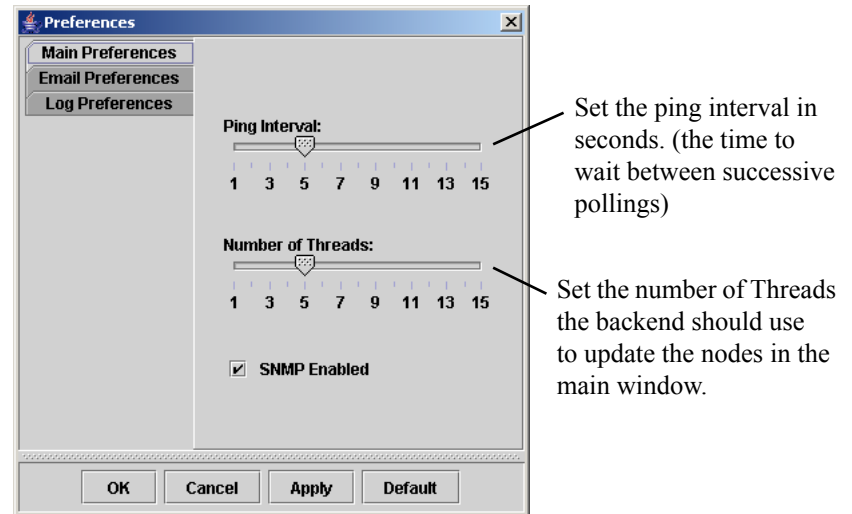 Preferences
Main Preferences
Email Preferences
Log Preferences
Ping Interval:
1 3 5 7 9 11 13 15
Number of Threads:
1 3 5 7 9 11 13 15
SNMP Enabled
OK Cancel Apply Default
Set the ping interval in
seconds. (the time to
wait between successive
pollings)
Set the number of Threads
the backend should use
to update the nodes in the
main window.